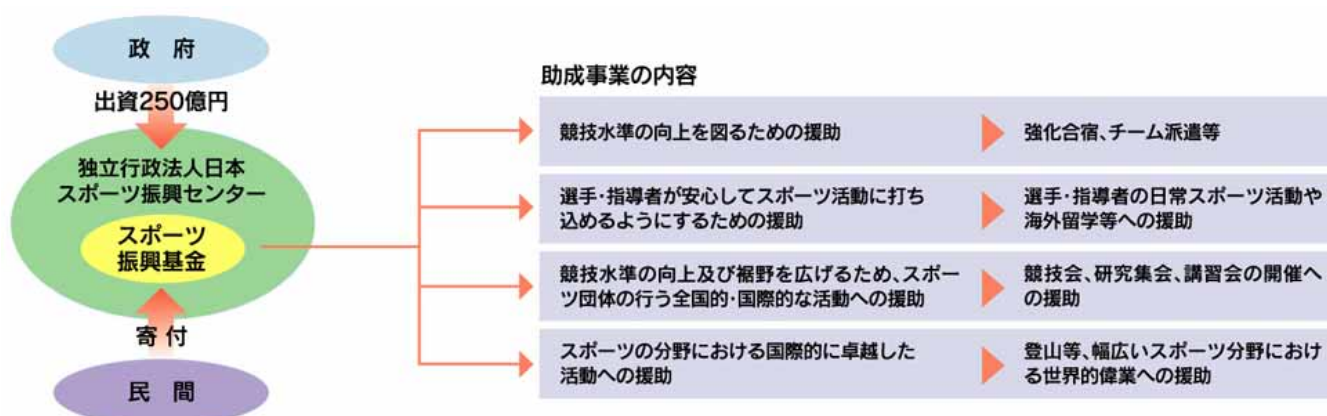 政 府
出資250億円
独立行政法人日本
スポーツ振興センター
スポーツ
振興基金
寄 付
民 間
助成事業の内容
競技水準の向上を図るための援助
強化合宿、チーム派遣等
選手・指導者が安心してスポーツ活動に打ち
込めるようにするための援助
選手・指導者の日常スポーツ活動や
海外留学等への援助
競技水準の向上及び裾野を広げるため、スポー
ツ団体の行う全国的・国際的な活動への援助
競技会、研究集会、講習会の開催へ
の援助
スポーツの分野における国際的に卓越した
活動への援助
登山等、幅広いスポーツ分野におけ
る世界的偉業への援助